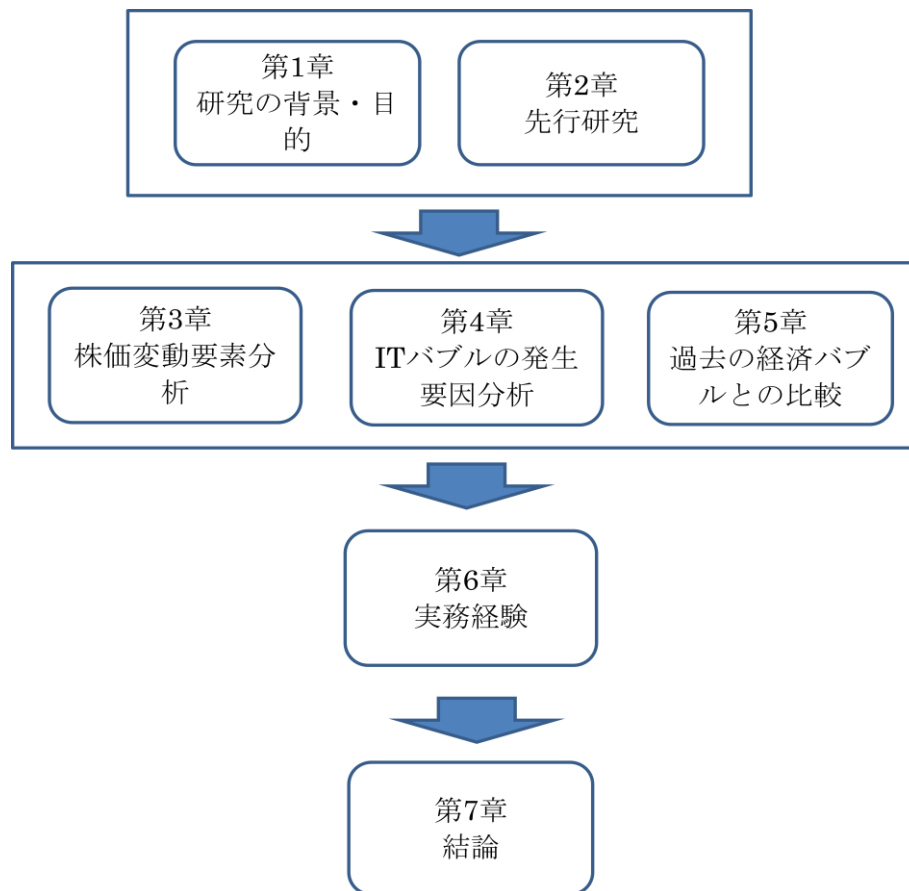 第1章
研究の背景・目
的
第2章
先行研究
第3章
株価変動要素分
析
第4章
ITバブルの発生
要因分析
第5章
過去の経済バブ
ルとの比較
第6章
実務経験
第7章
結論